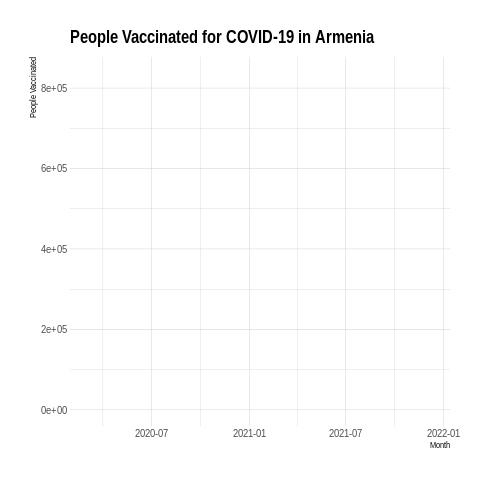 People Vaccinated for COVID-19 in Armenia
People Vaccinated
8e+05
6e+05
4e+05
2e+05
0e+00
2020-07
2021-01
2021-07
2022-01
Month